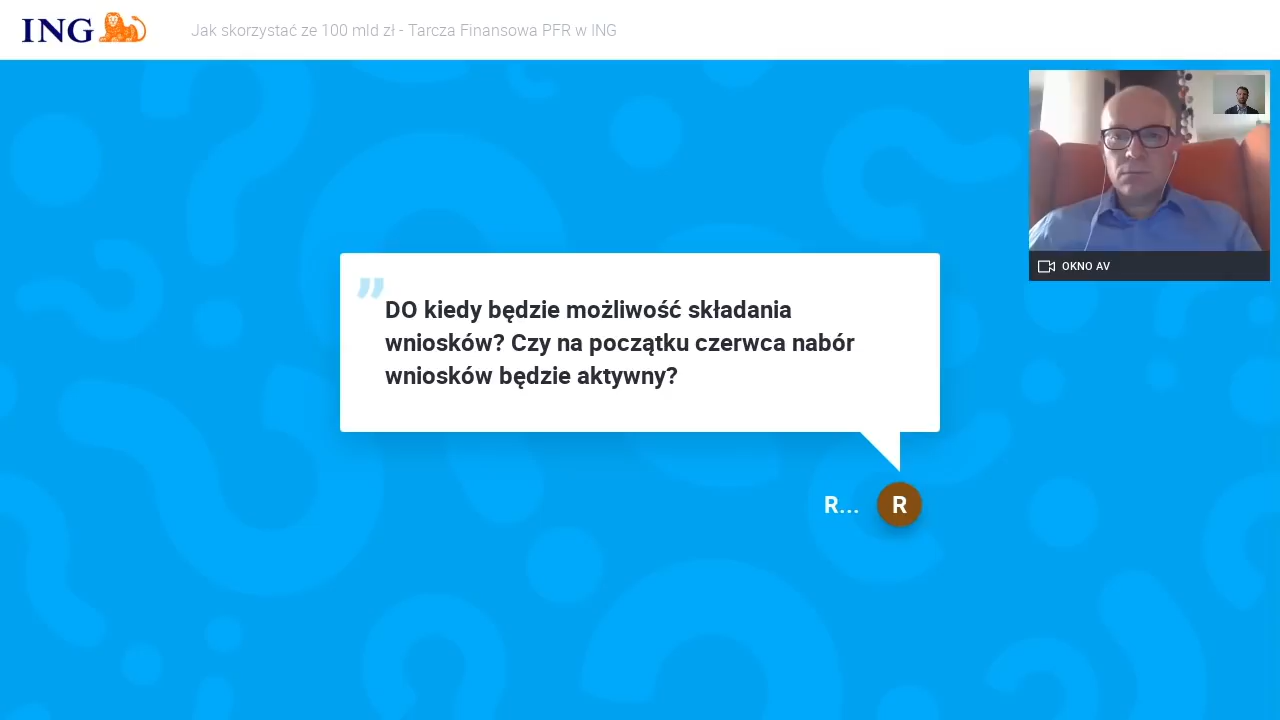 ING
Jak skorzystać ze 100 mld zł - Tarcza Finansowa PFR w ING
OKNO AV
DO kiedy będzie możliwość składania
wniosków? Czy na początku czerwca nabór
wniosków będzie aktywny?
R...
R